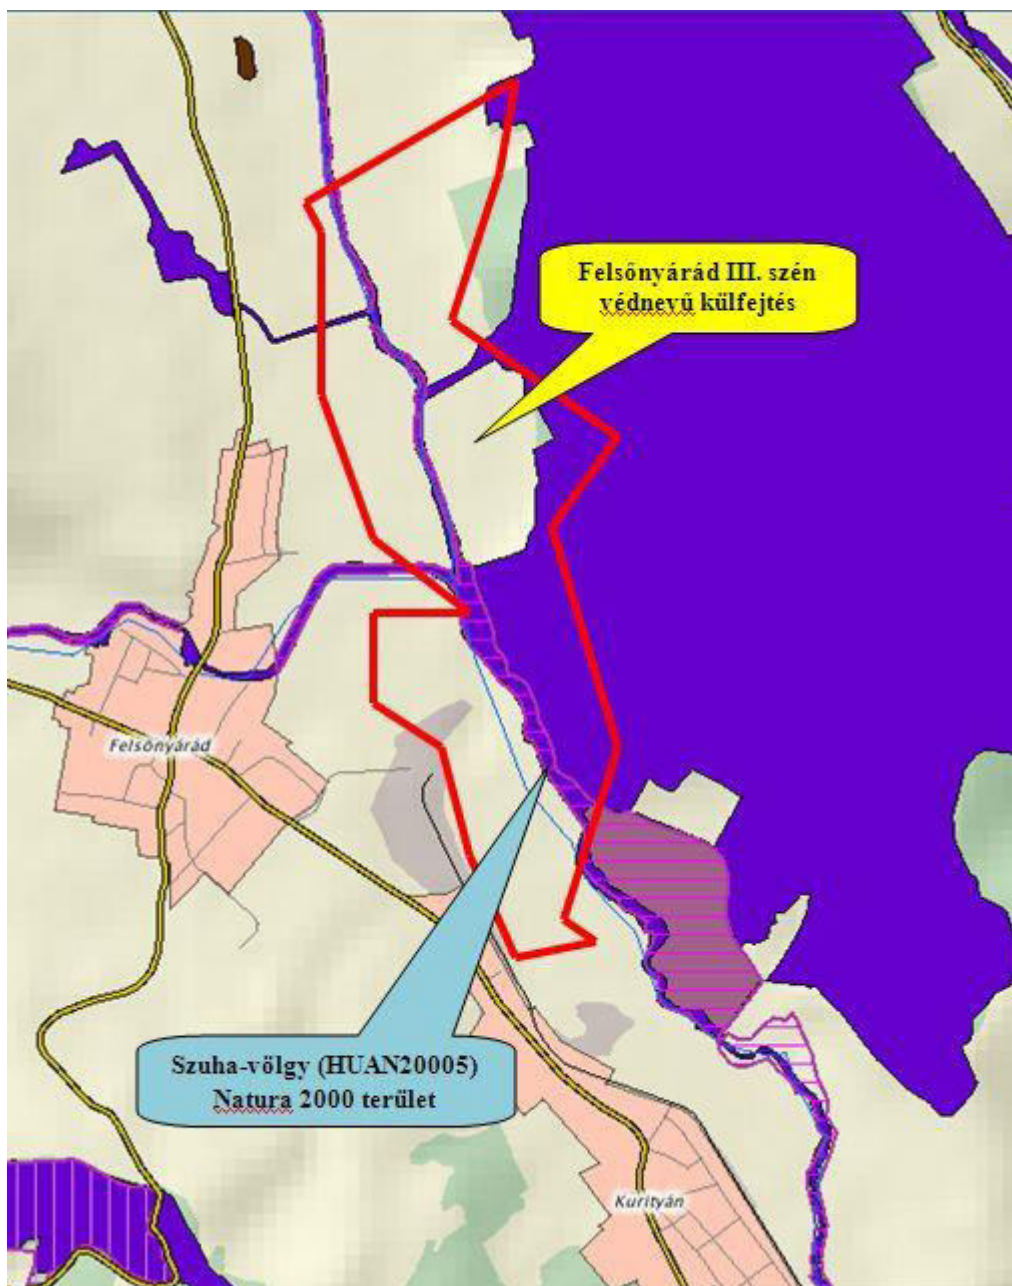 Felsőnyárád III. szén
védnevű külfejtés
Felsőnyárád
Szuha-völgy (HUAN20005)
Natura 2000 terület
Kurityán